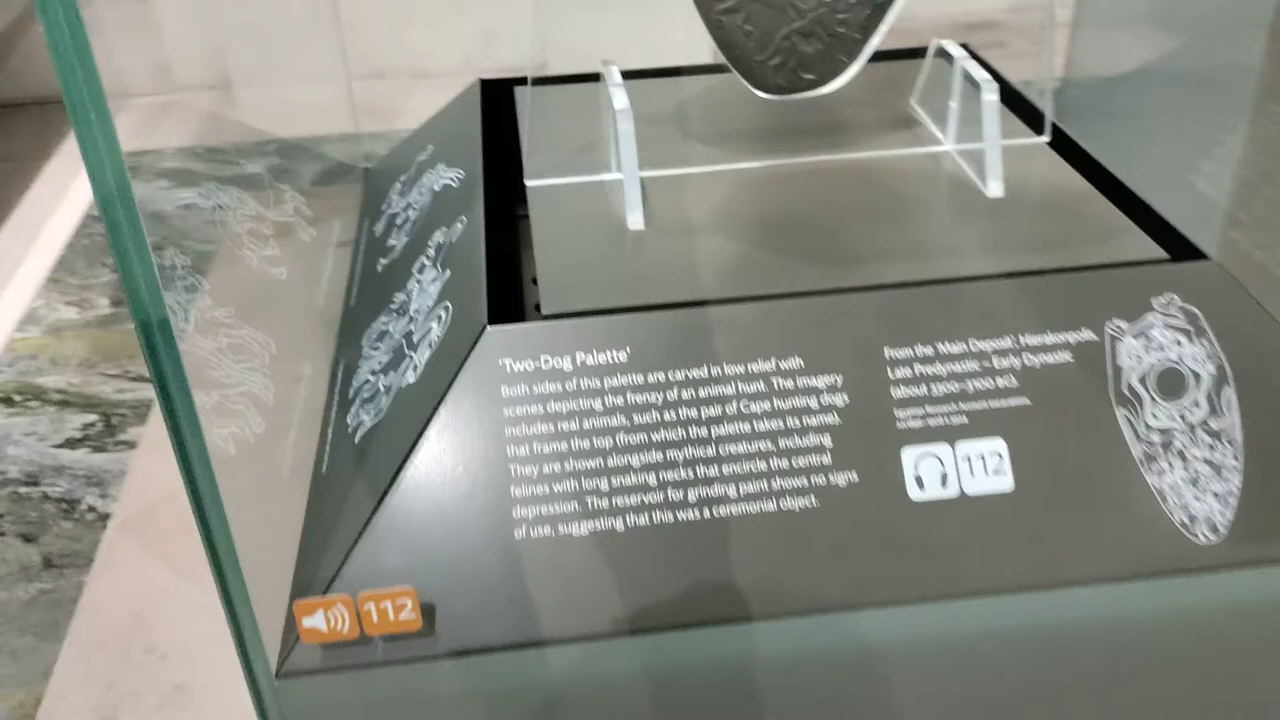 'Two-Dog Palette'
Both sides of this palette are carved in low relief with
scenes depicting the frenzy of an animal hunt. The imagery
includes real animals, such as the pair of Cape hunting dogs
that frame the top (from which the palette takes its name).
They are shown alongside mythical creatures, including
felines with long snaking necks that encircle the central
depression. The reservoir for grinding paint shows no signs
of use, suggesting that this was a ceremonial object.
From the 'Main Deposit', Hierakonpolis,
Late Predynastic – Early Dynastic
(about 3300–3100 BC),
112
112